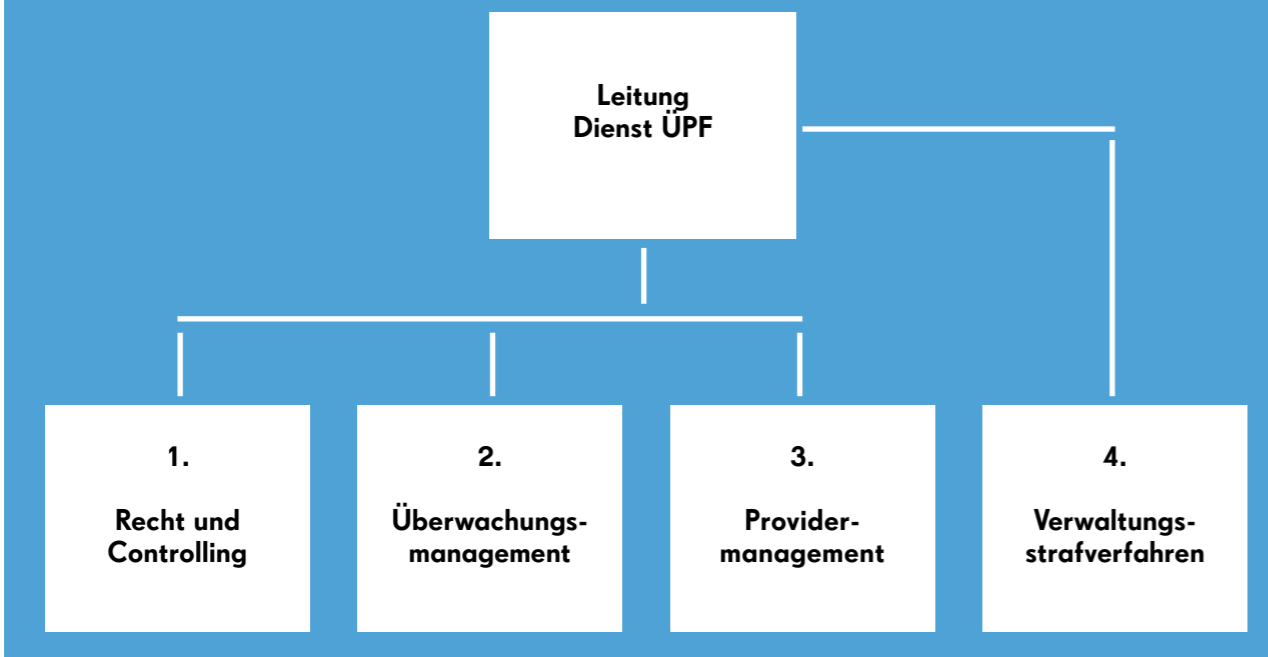 Leitung
Dienst ÜPF
1.
Recht und
Controlling
2.
Überwachungs-
management
3.
Provider-
management
4.
Verwaltungs-
strafverfahren